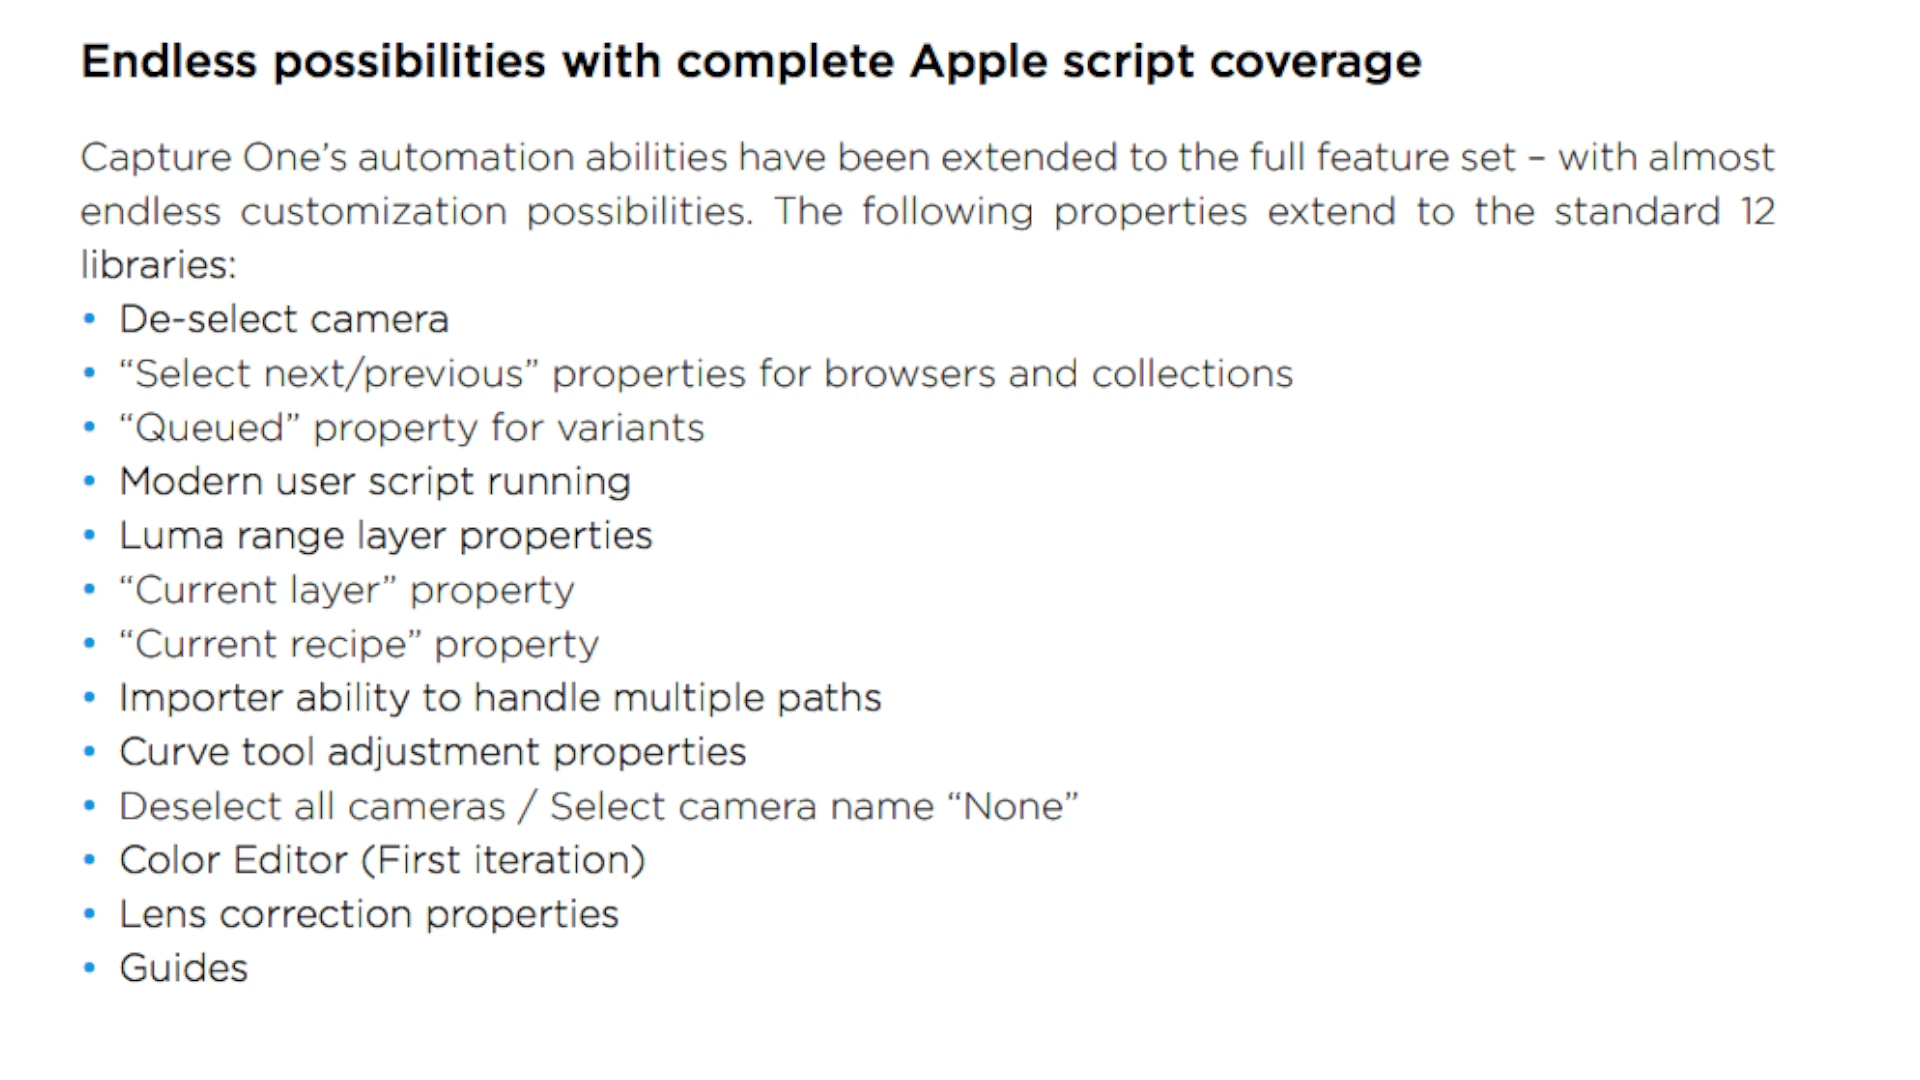 Endless possibilities with complete Apple script coverage
Capture One’s automation abilities have been extended to the full feature set – with almost
endless customization possibilities. The following properties extend to the standard 12
libraries:
• De-select camera
• “Select next/previous” properties for browsers and collections
• “Queued” property for variants
• Modern user script running
• Luma range layer properties
• “Current layer” property
• “Current recipe” property
• Importer ability to handle multiple paths
• Curve tool adjustment properties
• Deselect all cameras / Select camera name “None”
• Color Editor (First iteration)
• Lens correction properties
• Guides